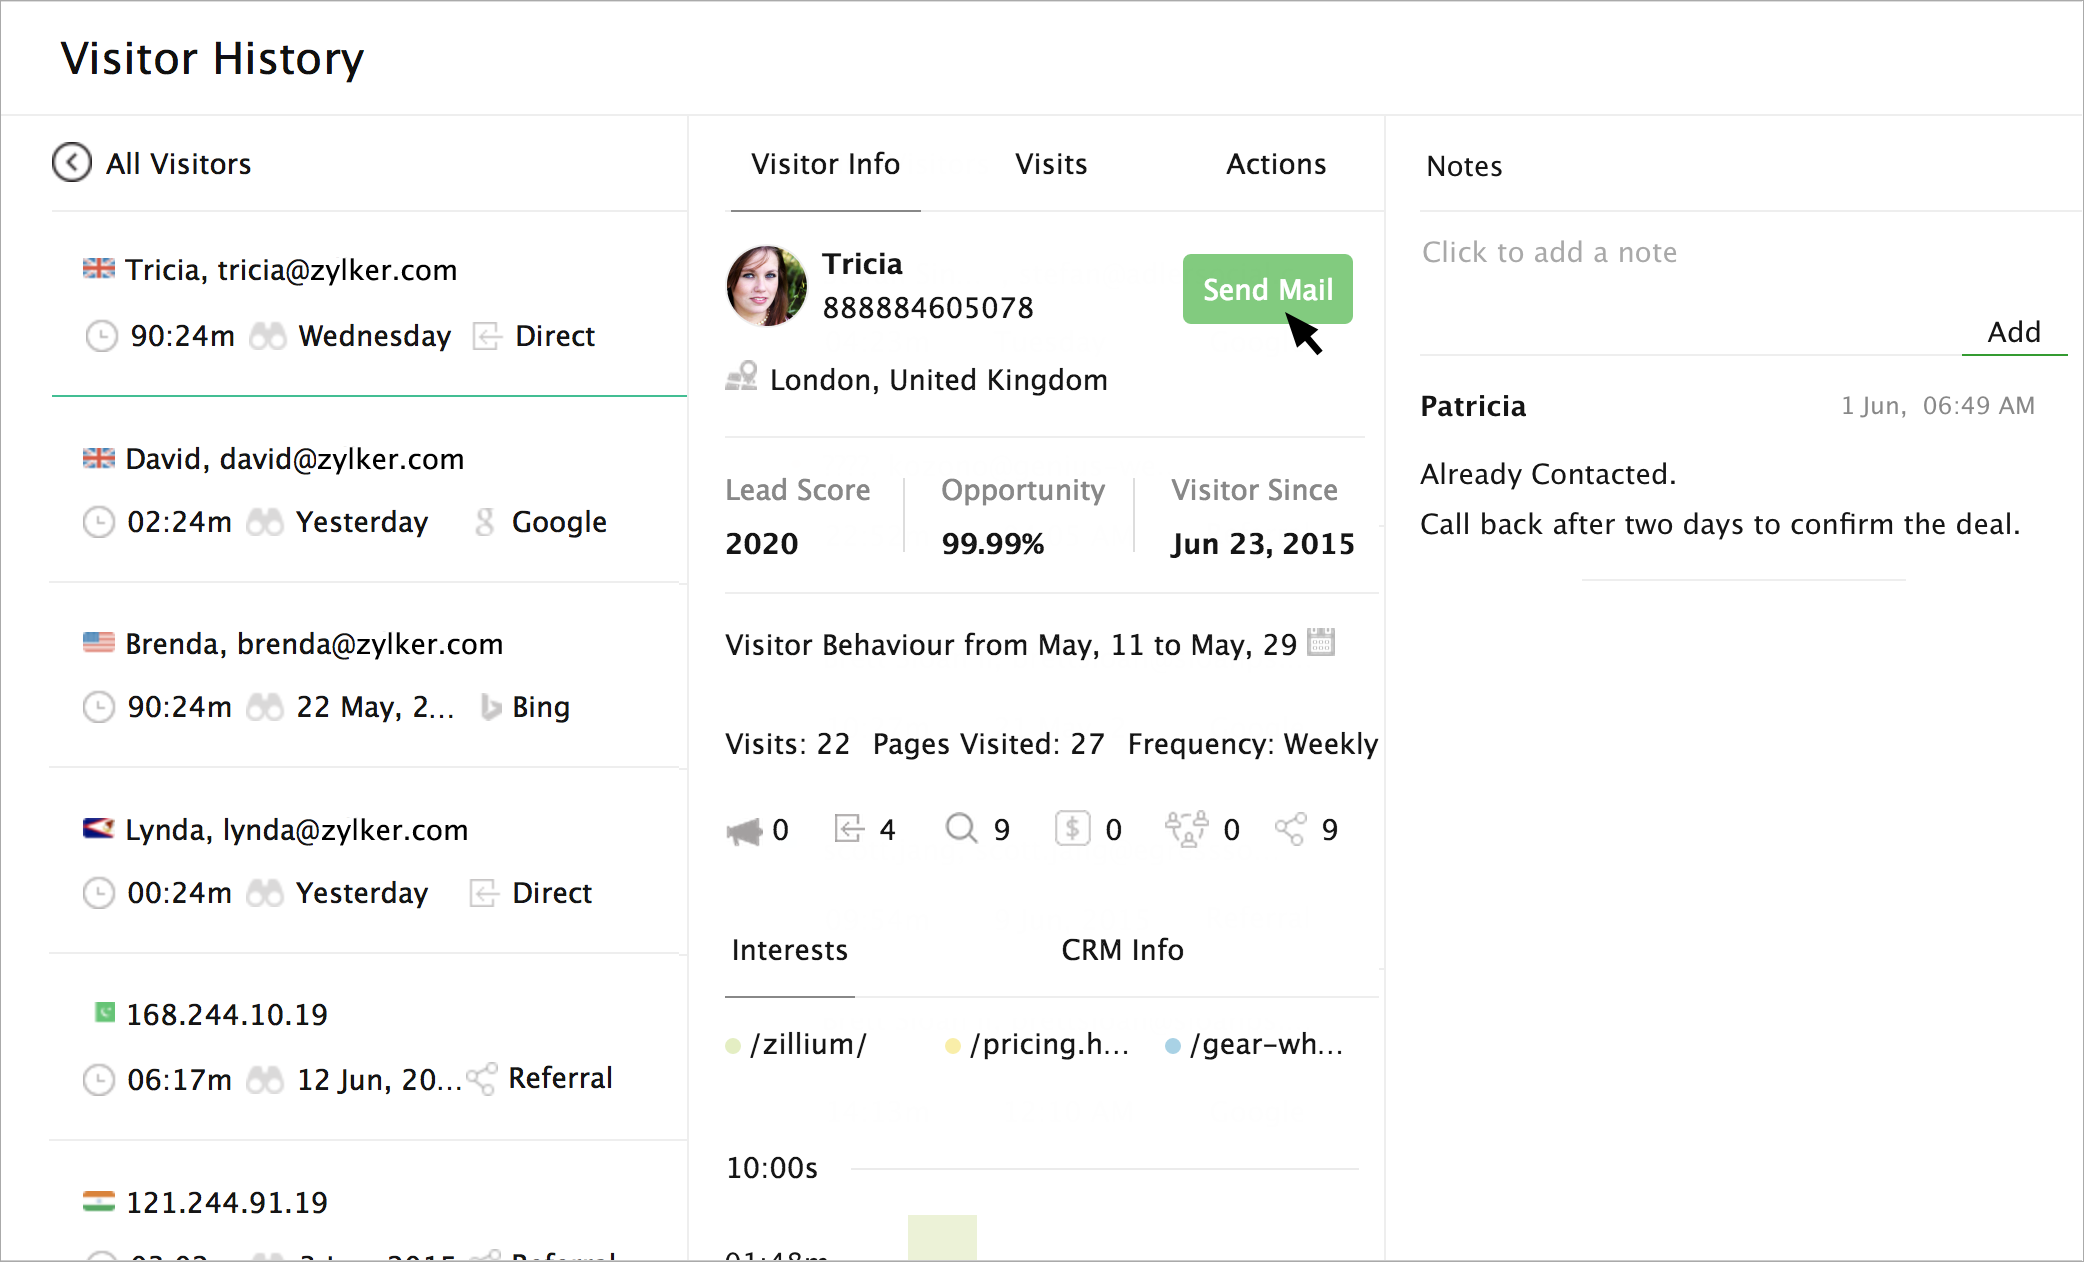 Visitor History
All Visitors
Tricia, tricia@zylker.com
90:24m Wednesday Direct
David, david@zylker.com
02:24m Yesterday Google
Brenda, brenda@zylker.com
90:24m 22 May, 2... Bing
Lynda, lynda@zylker.com
00:24m Yesterday Direct
168.244.10.19
06:17m 12 Jun, 20... Referral
121.244.91.19
Referral
Visitor Info Visits Actions
Tricia
888884605078
Send Mail
London, United Kingdom
Lead Score Opportunity Visitor Since
2020 99.99% Jun 23, 2015
Visitor Behaviour from May, 11 to May, 29
Visits: 22 Pages Visited: 27 Frequency: Weekly
0 4 9 $ 0 0 9
Interests CRM Info
/zillium/ /pricing.h... /gear-wh...
10:00s
01:48m
Notes
Click to add a note
Add
Patricia 1 Jun, 06:49 AM
Already Contacted.
Call back after two days to confirm the deal.